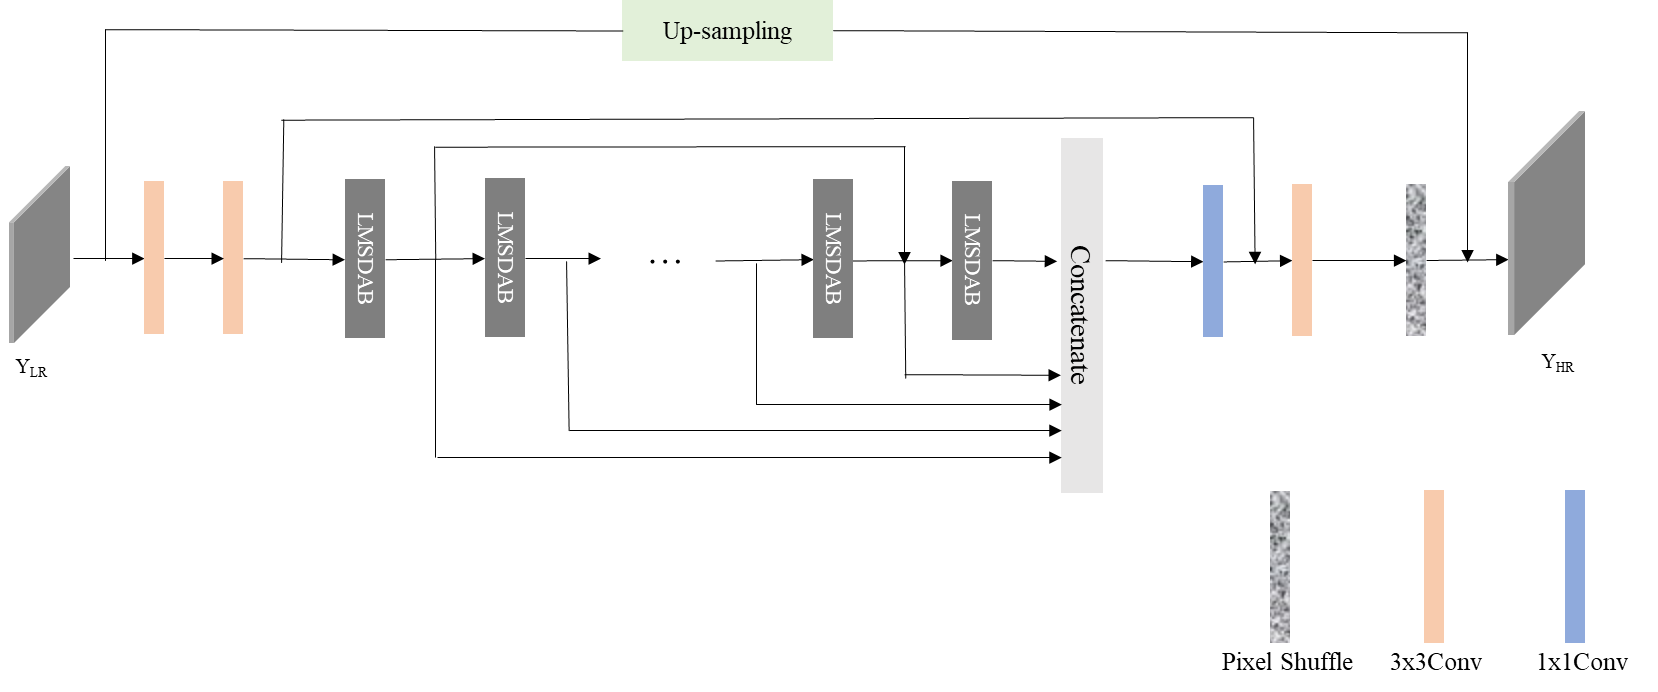 Up-sampling
LMSDAB
LMSDAB
...
LMSDAB
LMSDAB
Concatenate
YLR
YHR
Pixel Shuffle
3x3Conv
1x1Conv